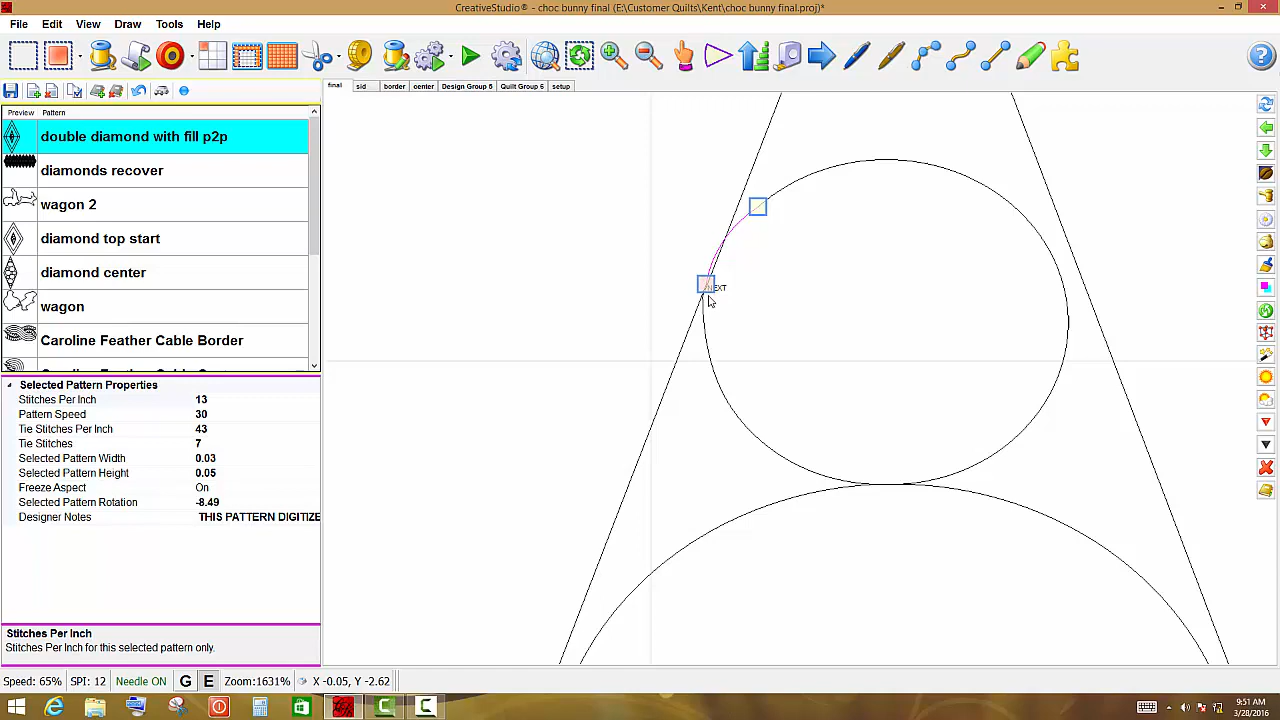 CreativeStudio® - choc bunny final (E:\Customer Quilts\Kent\choc bunny final.proj)*
File Edit View Draw Tools Help
final sid border center Design Group 8 Quilt Group 6 setup
Preview Pattern
double diamond with fill p2p
diamonds recover
wagon 2
diamond top start
diamond center
wagon
Caroline Feather Cable Border
NEXT
Selected Pattern Properties
Stitches Per Inch 13
Pattern Speed 30
Tie Stitches Per Inch 43
Tie Stitches 7
Selected Pattern Width 0.03
Selected Pattern Height 0.05
Freeze Aspect On
Selected Pattern Rotation -8.49
Designer Notes THIS PATTERN DIGITIZE
Stitches Per Inch
Stitches Per Inch for this selected pattern only.
Speed: 65% SPI: 12 Needle ON G E Zoom:1631% X -0.05, Y -2.62
9:51 AM
3/28/2016